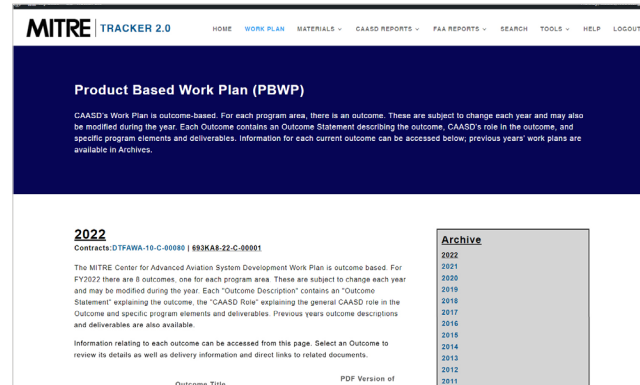 MITRE | TRACKER 2.0 HOME WORK PLAN MATERIALS CAASD REPORTS FAA REPORTS SEARCH TOOLS HELP LOGOUT
Product Based Work Plan (PBWP)
CAASD's Work Plan is outcome-based. For each program area, there is an outcome. These are subject to change each year and may also
be modified during the year. Each Outcome contains an Outcome Statement describing the outcome, CAASD's role in the outcome, and
specific program elements and deliverables. Information for each current outcome can be accessed below; previous years' work plans are
available in Archives.
2022
Contracts:DTFAWA-10-C-00080 | 693KA8-22-C-00001
The MITRE Center for Advanced Aviation System Development Work Plan is outcome based. For
FY2022 there are 8 outcomes, one for each program area. These are subject to change each year
and may be modified during the year. Each "Outcome Description" contains an "Outcome
Statement" explaining the outcome, the "CAASD Role" explaining the general CAASD role in the
Outcome and specific program elements and deliverables. Previous years outcome descriptions
and deliverables are also available.
Information relating to each outcome can be accessed from this page. Select an Outcome to
review its details as well as delivery information and direct links to related documents.
Outcome Title
PDF Version of
Archive
2022
2021
2020
2019
2018
2017
2016
2015
2014
2013
2012
2011